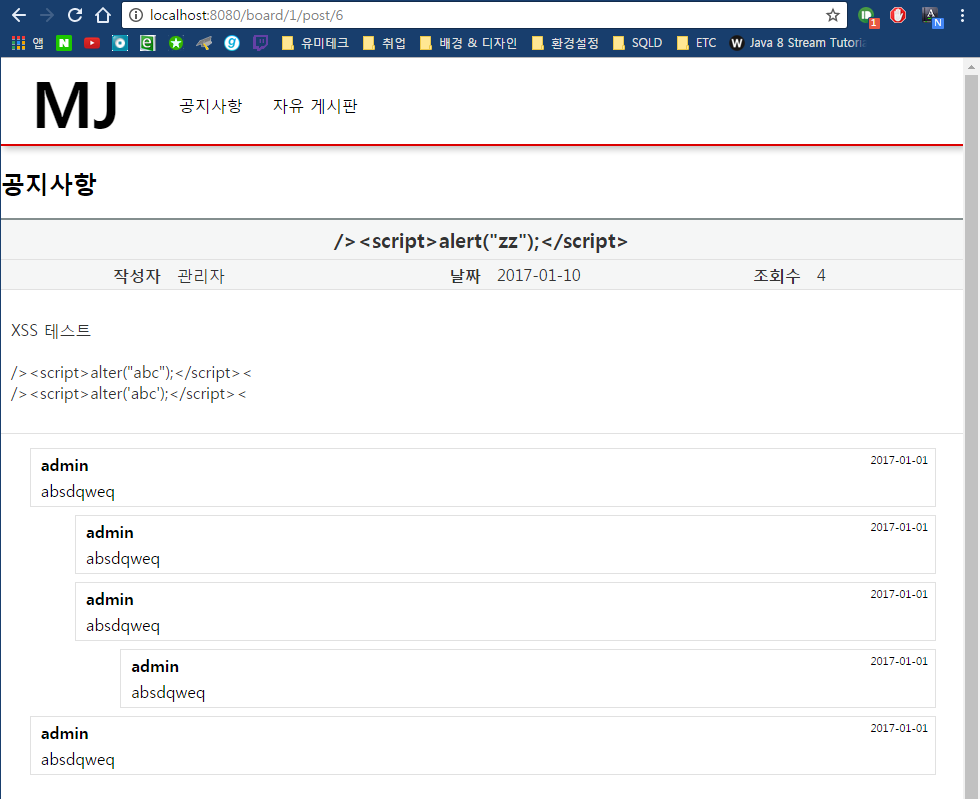 localhost:8080/board/1/post/6
1
A
N
앱 N e g 유미테크 취업 배경 & 디자인 환경설정 SQLD ETC W Java 8 Stream Tutoria
MJ 공지사항 자유 게시판
공지사항
/><script>alert("zz");</script>
작성자 관리자 날짜 2017-01-10 조회수 4
XSS 테스트
/><script>alter("abc");</script><
/><script>alter('abc');</script><
admin 2017-01-01
absdqweq
admin 2017-01-01
absdqweq
admin 2017-01-01
absdqweq
admin 2017-01-01
absdqweq
admin 2017-01-01
absdqweq